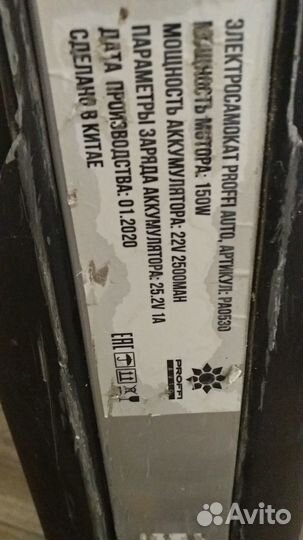 ЭЛЕКТРОСАМОКАТ PROFFI AUTO, АРТИКУЛ: PA0530
МОЩНОСТЬ МОТОРА: 150W
МОЩНОСТЬ АККУМУЛЯТОРА: 22V 2500MAH
ПАРАМЕТРЫ ЗАРЯДА АККУМУЛЯТОРА: 25.2V 1A
ДАТА ПРОИЗВОДСТВА: 01.2020
СДЕЛАНО В КИТАЕ
EAC
PROFFI
Avito